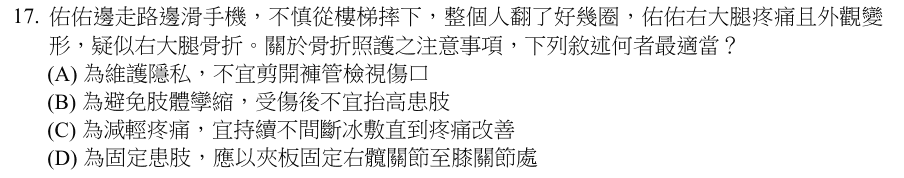 17. 佑佑邊走路邊滑手機，不慎從樓梯摔下，整個人翻了好幾圈，佑佑右大腿疼痛且外觀變
形，疑似右大腿骨折。關於骨折照護之注意事項，下列敘述何者最適當？
(A) 為維護隱私，不宜剪開褲管檢視傷口
(B) 為避免肢體攣縮，受傷後不宜抬高患肢
(C) 為減輕疼痛，宜持續不間斷冰敷直到疼痛改善
(D) 為固定患肢，應以夾板固定右髖關節至膝關節處